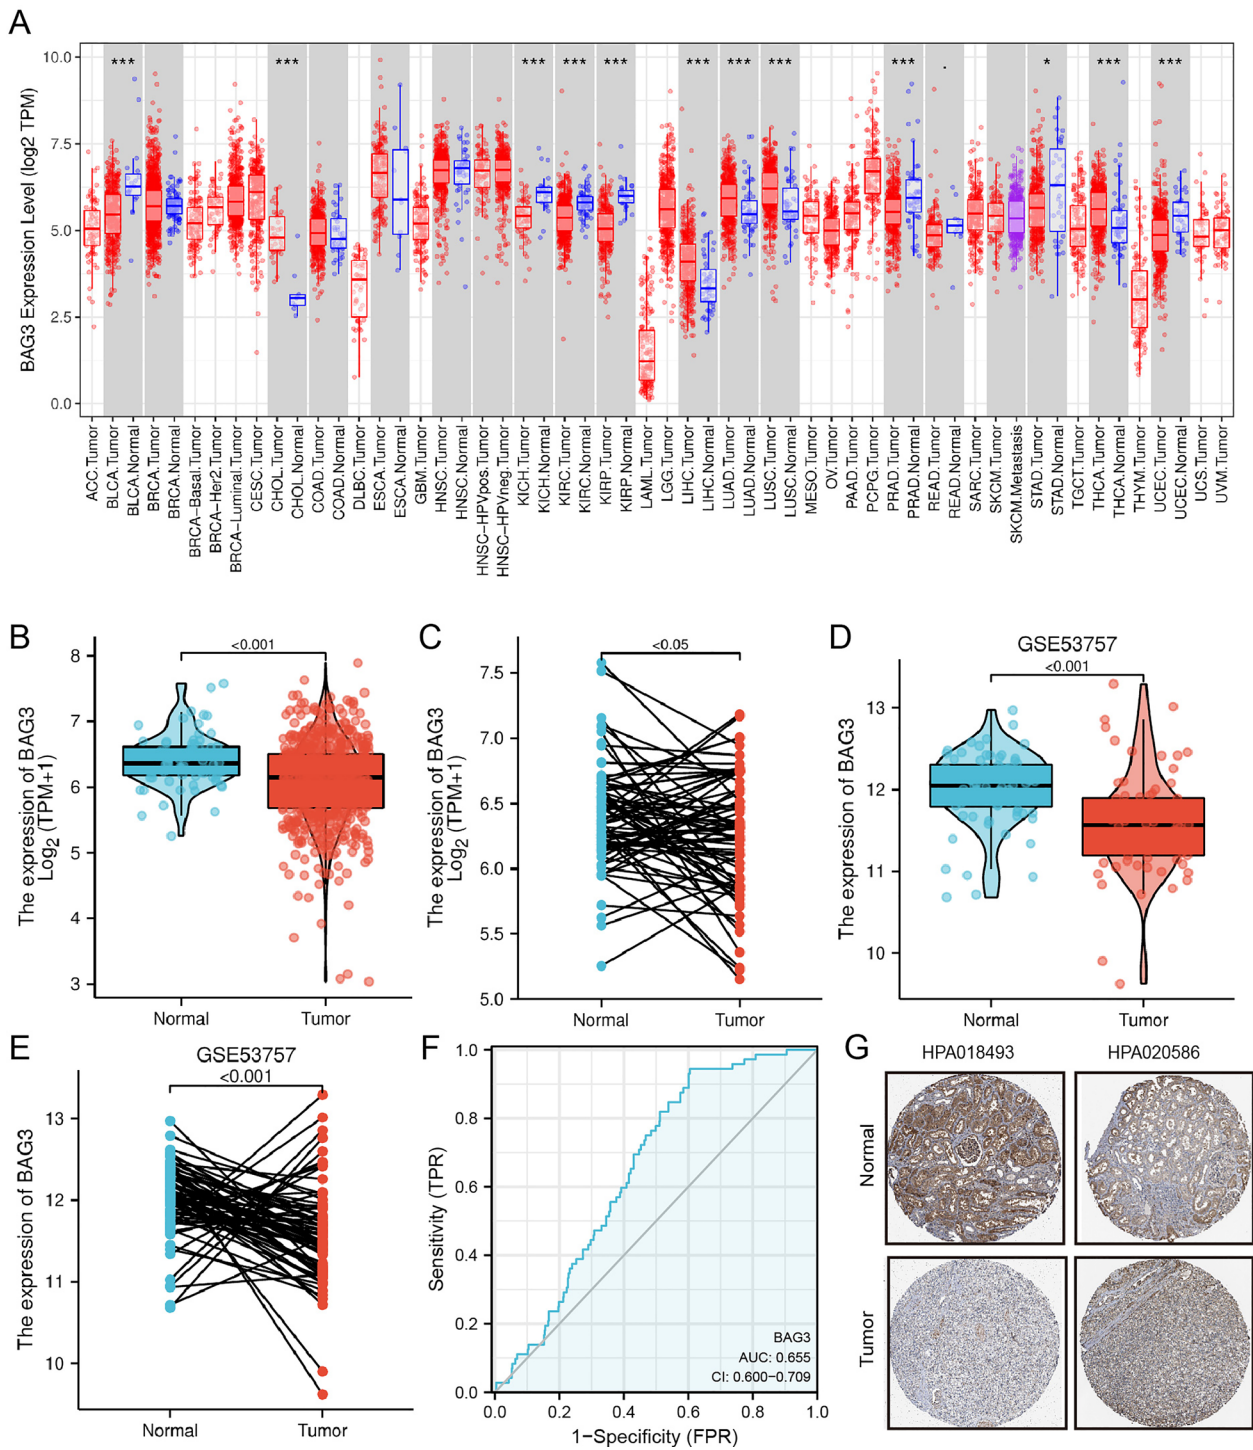 A
BAG3 Expression Level (log2 TPM)
10.0
7.5
5.0
2.5
0.0
*** *** *** *** *** *** *** *** *** . * *** ***
ACC.Tumor
BLCA.Tumor
BLCA.Normal
BRCA.Tumor
BRCA.Normal
BRCA-Basal.Tumor
BRCA-Her2.Tumor
BRCA-Luminal.Tumor
CESC.Tumor
CHOL.Tumor
CHOL.Normal
COAD.Tumor
COAD.Normal
DLBC.Tumor
ESCA.Tumor
ESCA.Normal
GBM.Tumor
HNSC.Tumor
HNSC.Normal
HNSC-HPVpos.Tumor
HNSC-HPVneg.Tumor
KICH.Tumor
KICH.Normal
KIRC.Tumor
KIRC.Normal
KIRP.Tumor
KIRP.Normal
LAML.Tumor
LGG.Tumor
LIHC.Tumor
LIHC.Normal
LUAD.Tumor
LUAD.Normal
LUSC.Tumor
LUSC.Normal
MESO.Tumor
OV.Tumor
PAAD.Tumor
PCPG.Tumor
PRAD.Tumor
PRAD.Normal
READ.Tumor
READ.Normal
SARC.Tumor
SKCM.Tumor
SKCM.Metastasis
STAD.Tumor
STAD.Normal
TGCT.Tumor
THCA.Tumor
THCA.Normal
THYM.Tumor
UCEC.Tumor
UCEC.Normal
UCS.Tumor
UVM.Tumor
B
The expression of BAG3
Log2 (TPM+1)
<0.001
8
7
6
5
4
3
Normal Tumor
C
The expression of BAG3
Log2 (TPM+1)
<0.05
7.5
7.0
6.5
6.0
5.5
5.0
Normal Tumor
D
GSE53757
<0.001
The expression of BAG3
13
12
11
10
Normal Tumor
E
GSE53757
<0.001
The expression of BAG3
13
12
11
10
Normal Tumor
F
Sensitivity (TPR)
1.0
0.8
0.6
0.4
0.2
0.0
BAG3
AUC: 0.655
CI: 0.600-0.709
0.0 0.2 0.4 0.6 0.8 1.0
1-Specificity (FPR)
G
HPA018493 HPA020586
Normal
Tumor